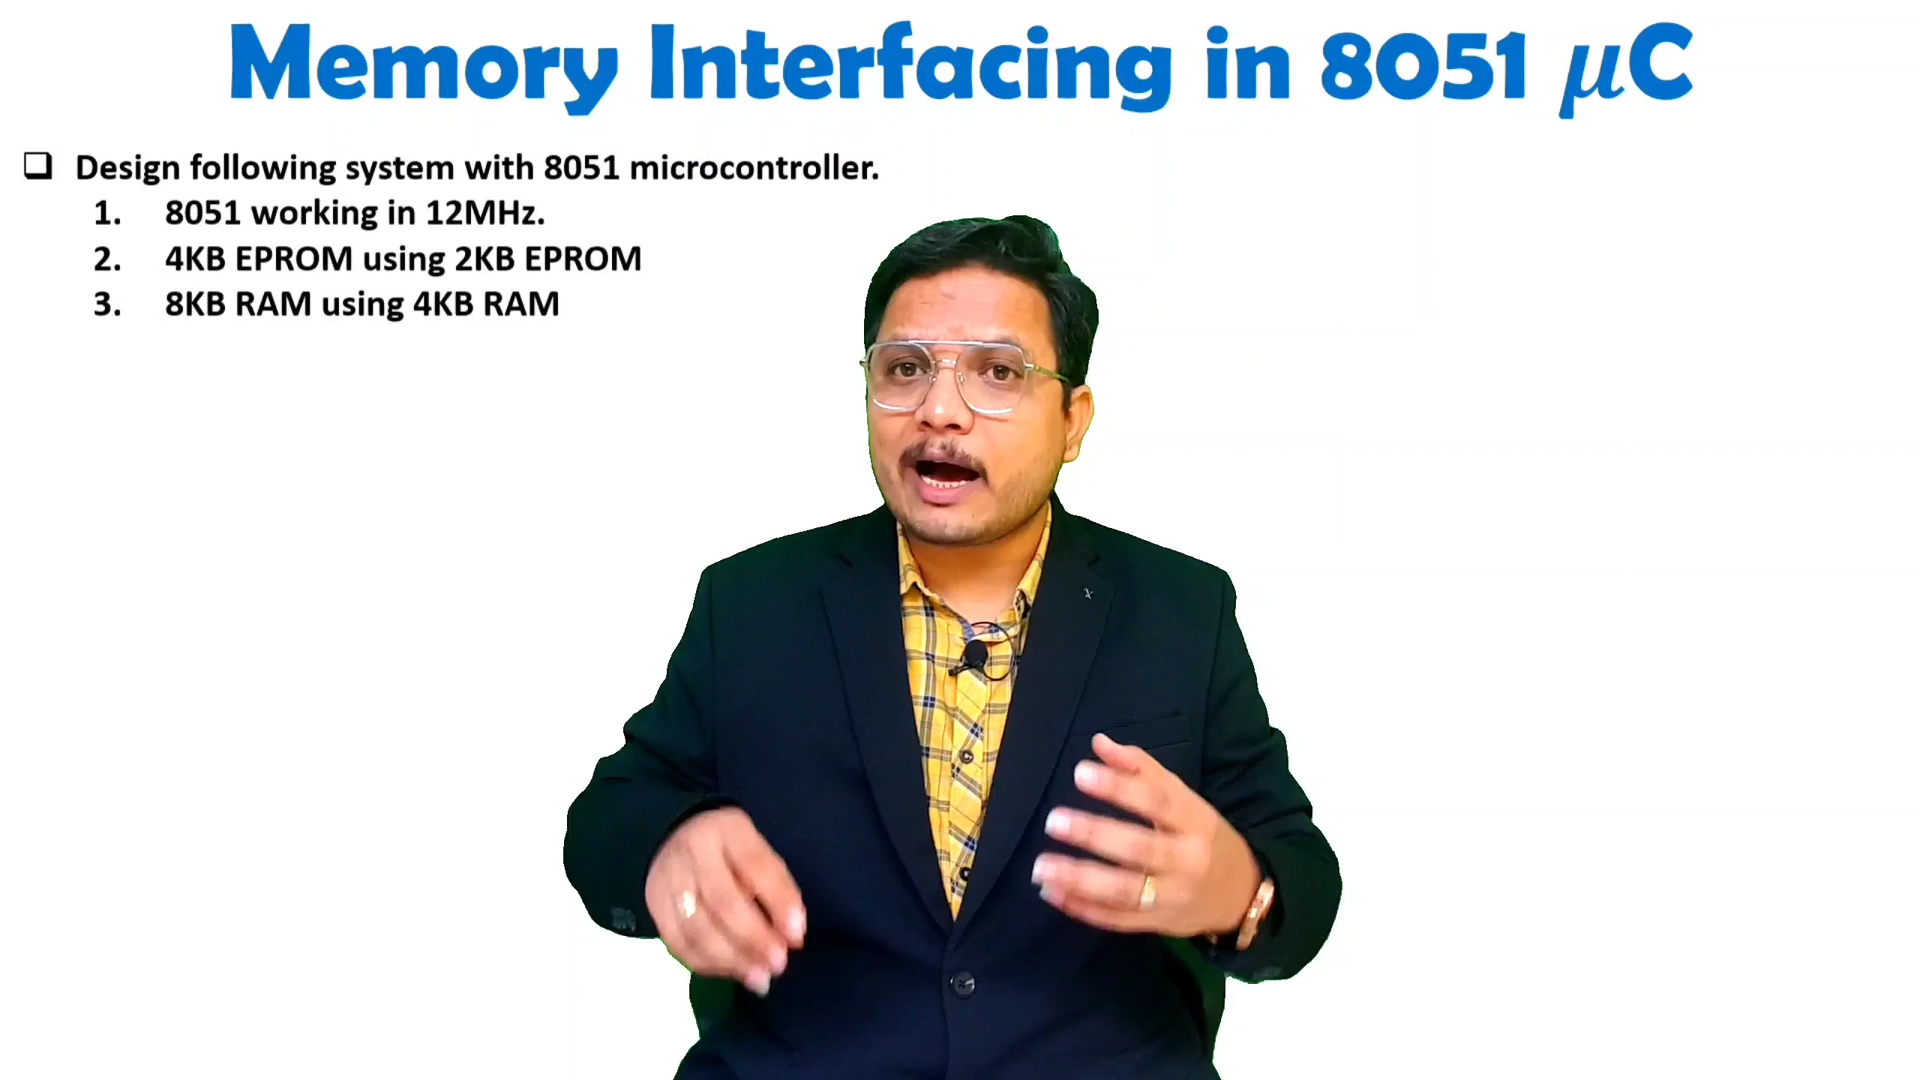 Memory Interfacing in 8051 μC
❑ Design following system with 8051 microcontroller.
1. 8051 working in 12MHz.
2. 4KB EPROM using 2KB EPROM
3. 8KB RAM using 4KB RAM